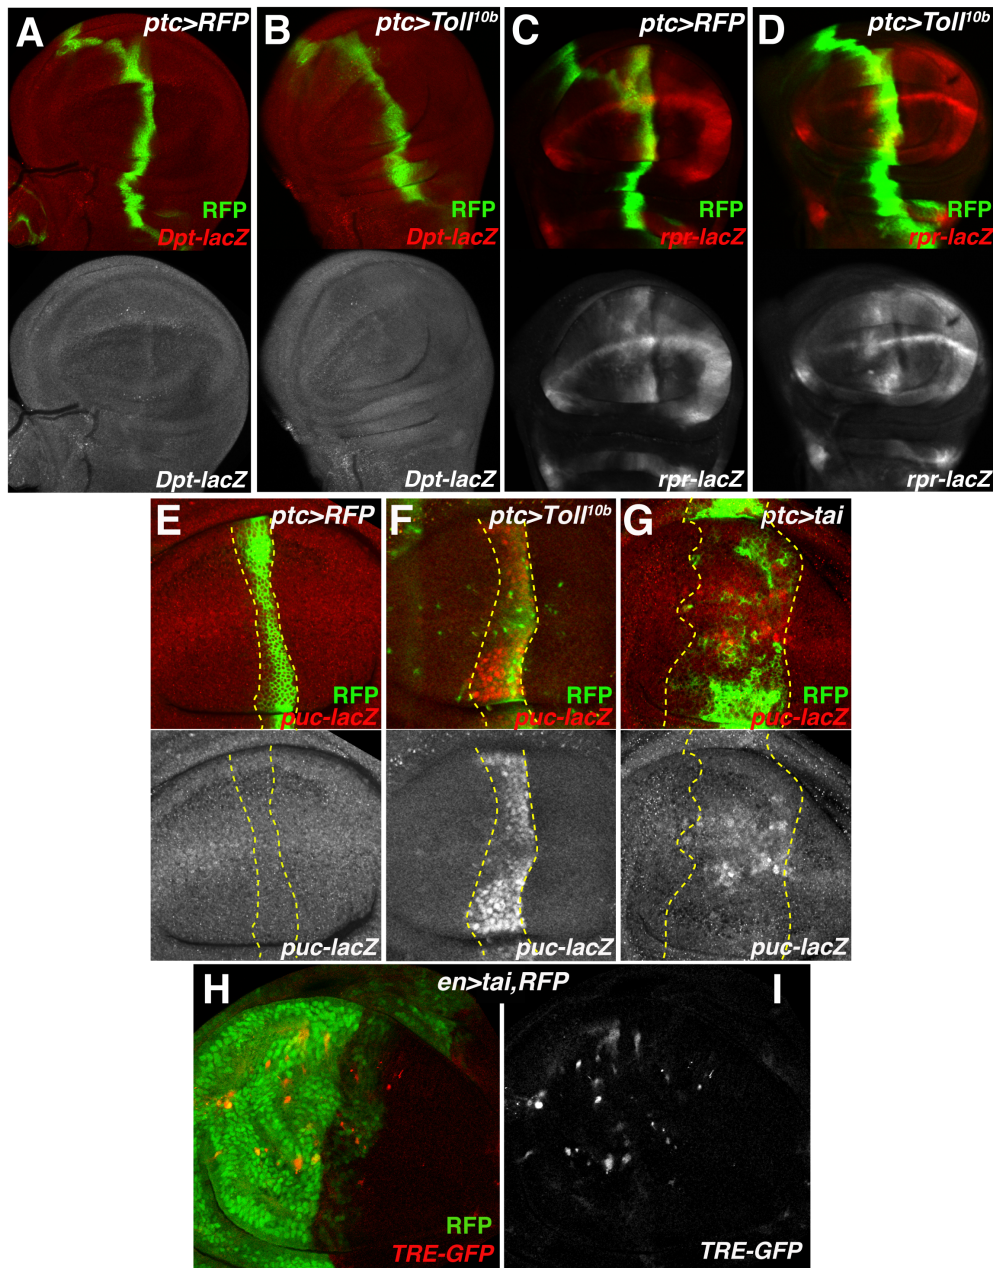 A ptc>RFP
RFP
Dpt-lacZ
Dpt-lacZ
B ptc>Toll10b
RFP
Dpt-lacZ
Dpt-lacZ
C ptc>RFP
RFP
rpr-lacZ
rpr-lacZ
D ptc>Toll10b
RFP
rpr-lacZ
rpr-lacZ
E ptc>RFP
RFP
puc-lacZ
puc-lacZ
F ptc>Toll10b
RFP
puc-lacZ
puc-lacZ
G ptc>tai
RFP
puc-lacZ
puc-lacZ
H en>tai,RFP I
RFP
TRE-GFP
TRE-GFP